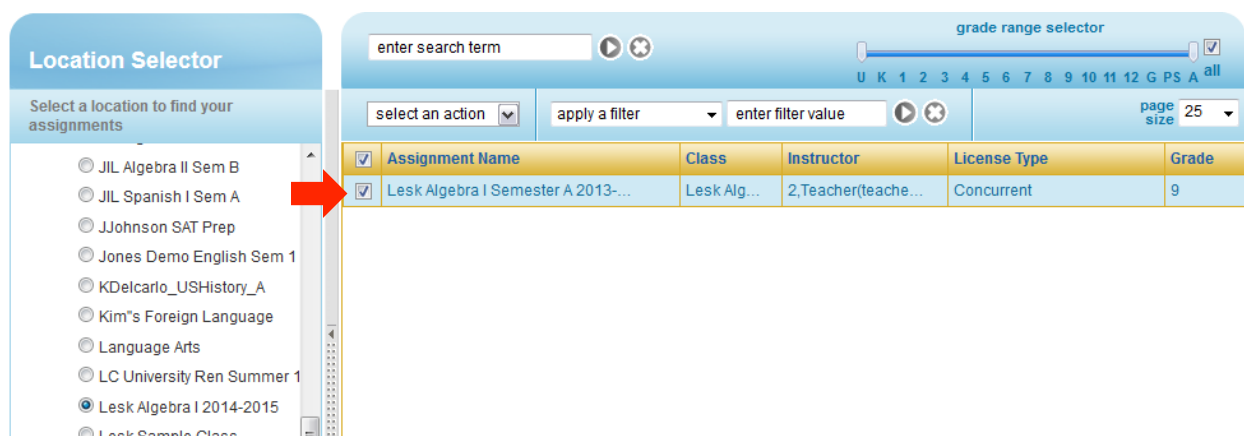 Location Selector
Select a location to find your
assignments
JIL Algebra II Sem B
JIL Spanish I Sem A
JJohnson SAT Prep
Jones Demo English Sem 1
KDelcarlo_USHistory_A
Kim"s Foreign Language
Language Arts
LC University Ren Summer 1
Lesk Algebra I 2014-2015
Lesk Sample Class
enter search term
grade range selector
U K 1 2 3 4 5 6 7 8 9 10 11 12 G PS A all
select an action
apply a filter
enter filter value
page size 25
Assignment Name Class Instructor License Type Grade
Lesk Algebra I Semester A 2013-... Lesk Alg... 2,Teacher(teache... Concurrent 9